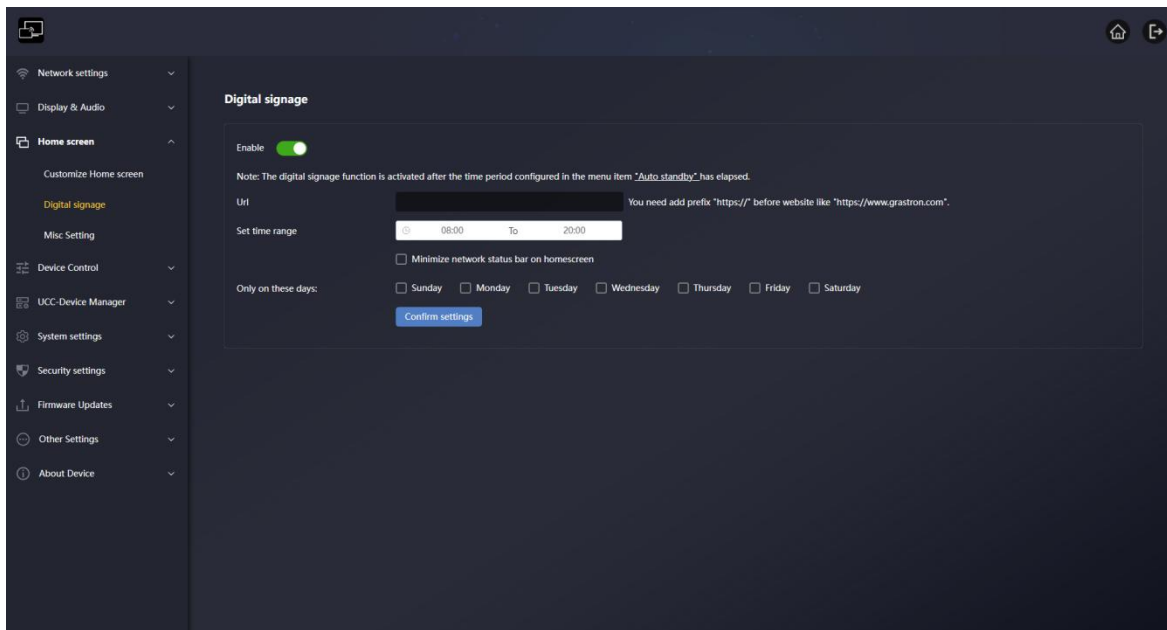 Network settings
Display & Audio
Home screen
Customize Home screen
Digital signage
Misc Setting
Device Control
UCC-Device Manager
System settings
Security settings
Firmware Updates
Other Settings
About Device
Digital signage
Enable
Note: The digital signage function is activated after the time period configured in the menu item "Auto standby" has elapsed.
Url You need add prefix "https://" before website like "https://www.grastron.com".
Set time range 08:00 To 20:00
Minimize network status bar on homescreen
Only on these days: Sunday Monday Tuesday Wednesday Thursday Friday Saturday
Confirm settings